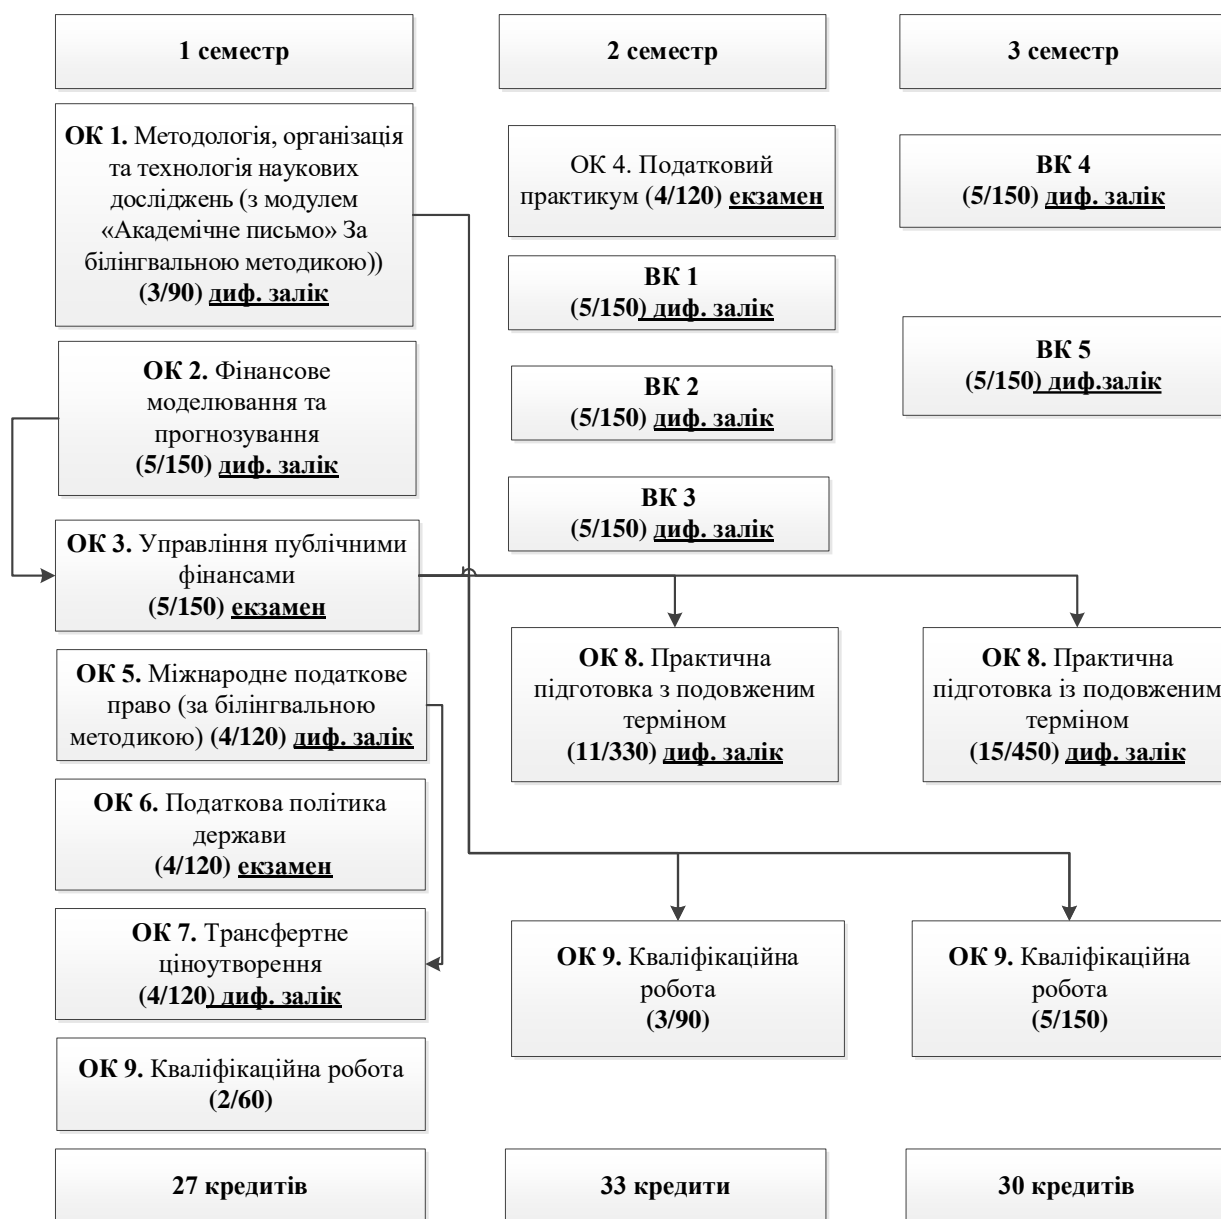 1 семестр
ОК 1. Методологія, організація
та технологія наукових
досліджень (з модулем
«Академічне письмо» За
білінгвальною методикою))
(3/90) диф. залік
ОК 2. Фінансове
моделювання та
прогнозування
(5/150) диф. залік
ОК 3. Управління публічними
фінансами
(5/150) екзамен
ОК 5. Міжнародне податкове
право (за білінгвальною
методикою) (4/120) диф. залік
ОК 6. Податкова політика
держави
(4/120) екзамен
ОК 7. Трансфертне
ціноутворення
(4/120) диф. залік
ОК 9. Кваліфікаційна робота
(2/60)
27 кредитів
2 семестр
ОК 4. Податковий
практикум (4/120) екзамен
ВК 1
(5/150) диф. залік
ВК 2
(5/150) диф. залік
ВК 3
(5/150) диф. залік
ОК 8. Практична
підготовка з подовженим
терміном
(11/330) диф. залік
ОК 9. Кваліфікаційна
робота
(3/90)
33 кредити
3 семестр
ВК 4
(5/150) диф. залік
ВК 5
(5/150) диф.залік
ОК 8. Практична
підготовка із подовженим
терміном
(15/450) диф. залік
ОК 9. Кваліфікаційна
робота
(5/150)
30 кредитів